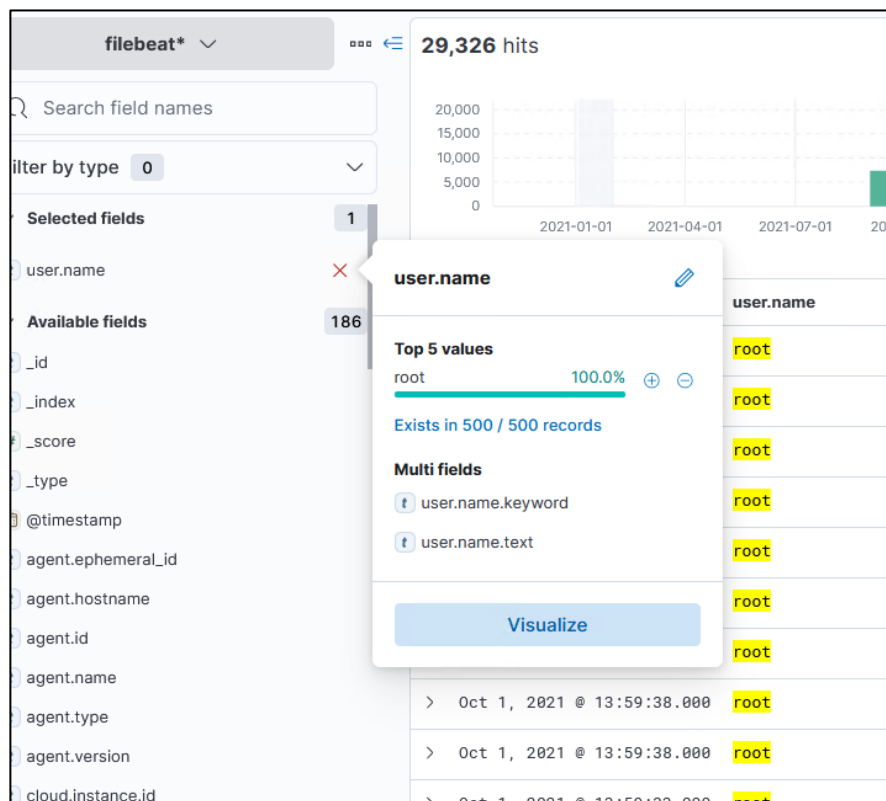 filebeat*
29,326 hits
Search field names
ilter by type 0
Selected fields 1
user.name
Available fields 186
_id
_index
_score
_type
@timestamp
agent.ephemeral_id
agent.hostname
agent.id
agent.name
agent.type
agent.version
cloud.instance.id
20,000
15,000
10,000
5,000
0
2021-01-01 2021-04-01 2021-07-01 20
user.name
Top 5 values
root 100.0%
Exists in 500 / 500 records
Multi fields
t user.name.keyword
t user.name.text
Visualize
user.name
root
root
root
root
root
root
root
Oct 1, 2021 @ 13:59:38.000 root
Oct 1, 2021 @ 13:59:38.000 root